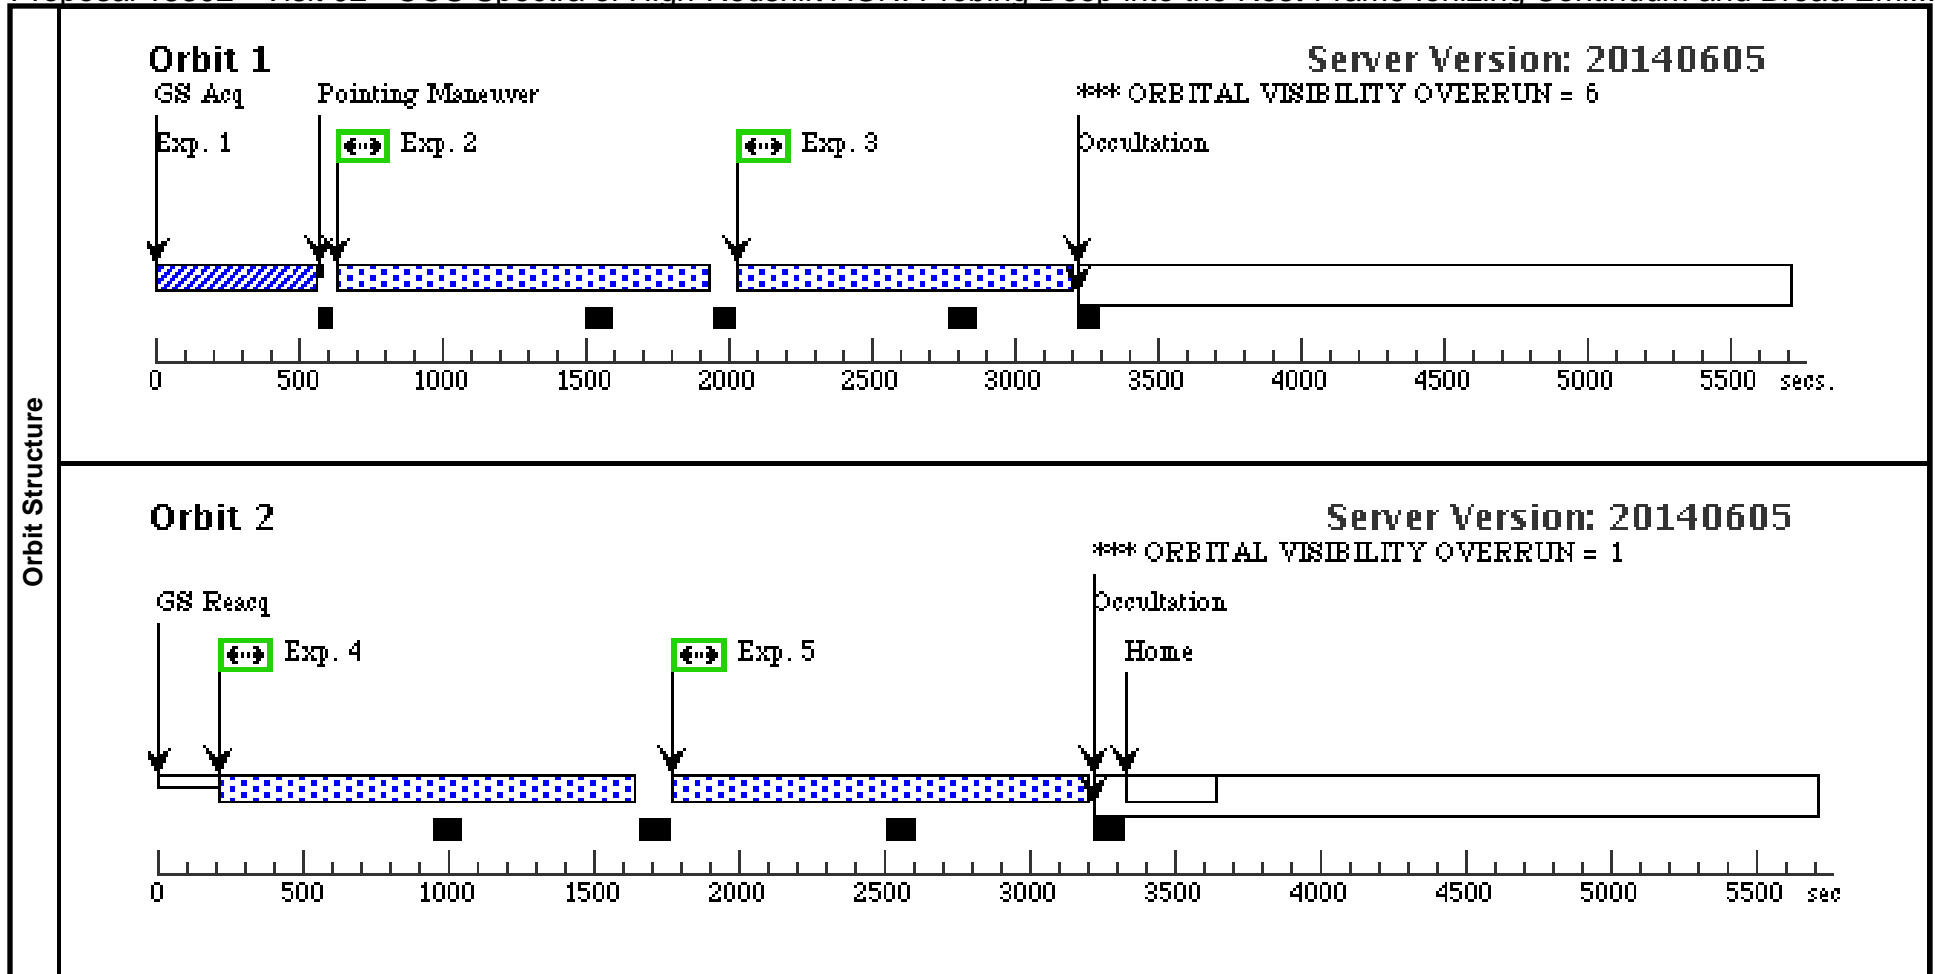 Orbit Structure
Orbit 1
Server Version: 20140605
GS Acq Pointing Maneuver *** ORBITAL VISIBILITY OVERRUN = 6
Exp. 1 Exp. 2 Exp. 3 Occultation
0 500 1000 1500 2000 2500 3000 3500 4000 4500 5000 5500 secs.
Orbit 2
Server Version: 20140605
*** ORBITAL VISIBILITY OVERRUN = 1
GS Reacq Occultation
Exp. 4 Exp. 5 Home
0 500 1000 1500 2000 2500 3000 3500 4000 4500 5000 5500 sec